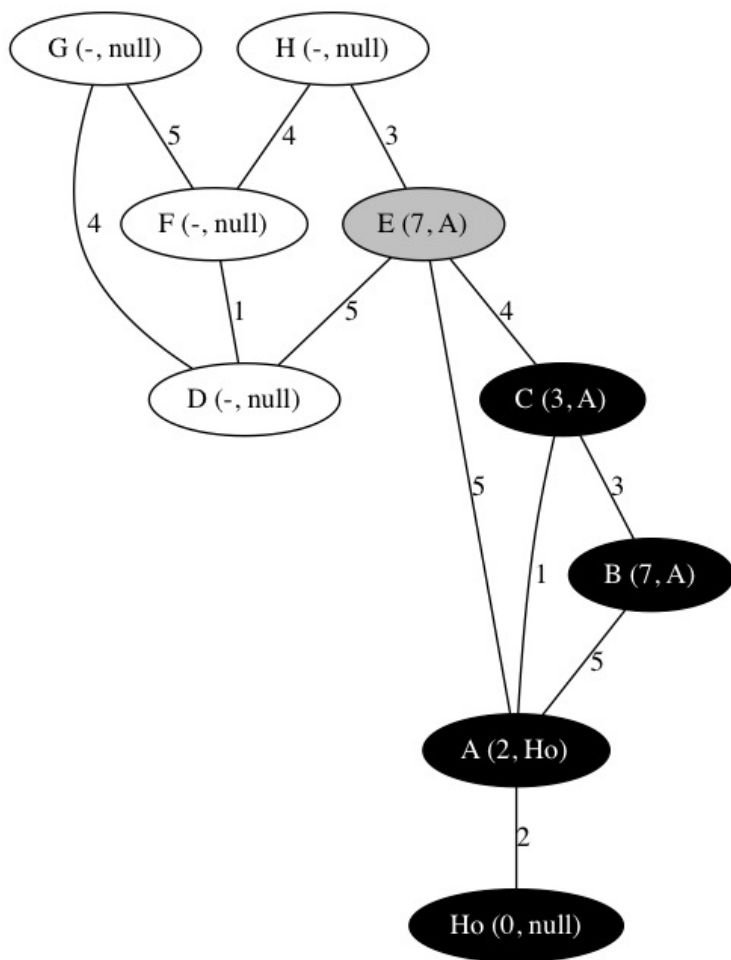 G (-, null) H (-, null)
5 4 3
F (-, null) E (7, A)
4
1 5 4
D (-, null) C (3, A)
5 3
1 B (7, A)
5
A (2, Ho)
2
Ho (0, null)